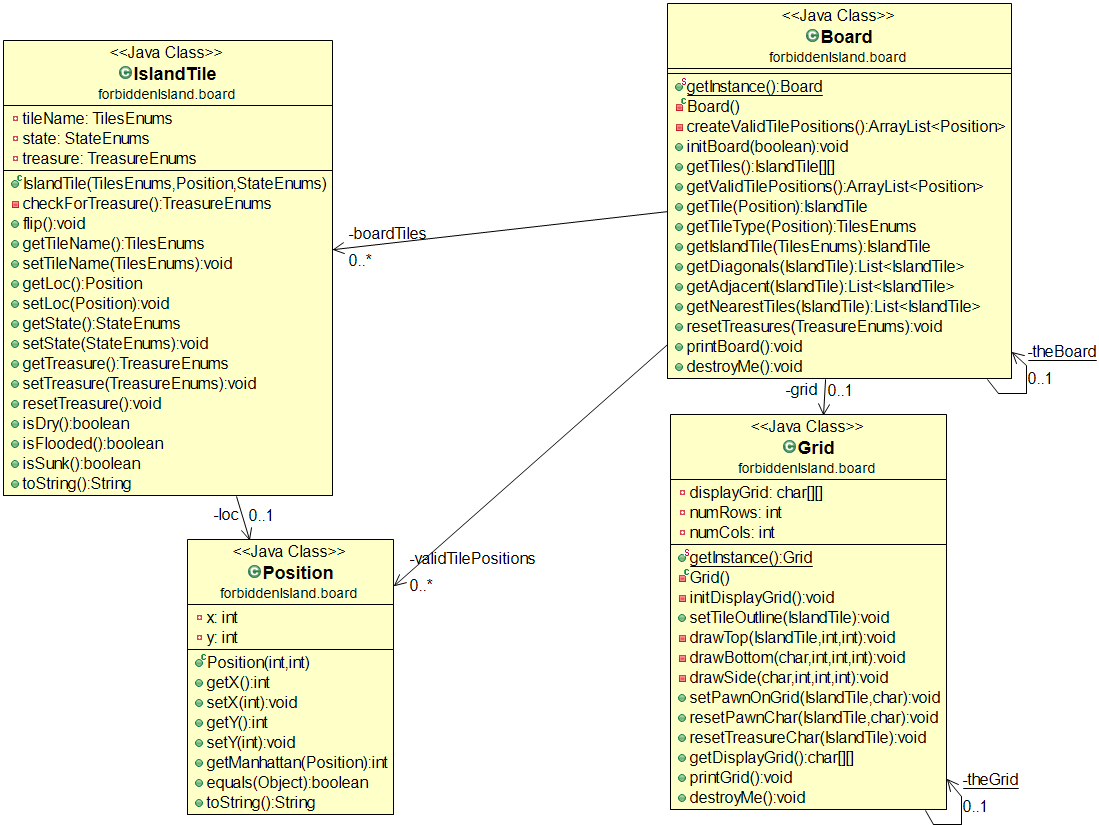 <<Java Class>>
IslandTile
forbiddenIsland.board
tileName: TilesEnums
state: StateEnums
treasure: TreasureEnums
IslandTile(TilesEnums,Position,StateEnums)
checkForTreasure():TreasureEnums
flip():void
getTileName():TilesEnums
setTileName(TilesEnums):void
getLoc():Position
setLoc(Position):void
getState():StateEnums
setState(StateEnums):void
getTreasure():TreasureEnums
setTreasure(TreasureEnums):void
resetTreasure():void
isDry():boolean
isFlooded():boolean
isSunk():boolean
toString():String
<<Java Class>>
Board
forbiddenIsland.board
getInstance():Board
Board()
createValidTilePositions():ArrayList<Position>
initBoard(boolean):void
getTiles():IslandTile[][]
getValidTilePositions():ArrayList<Position>
getTile(Position):IslandTile
getTileType(Position):TilesEnums
getIslandTile(TilesEnums):IslandTile
getDiagonals(IslandTile):List<IslandTile>
getAdjacent(IslandTile):List<IslandTile>
getNearestTiles(IslandTile):List<IslandTile>
resetTreasures(TreasureEnums):void
printBoard():void
destroyMe():void
-boardTiles
0..*
-theBoard
0..1
-grid 0..1
-loc 0..1
-validTilePositions
0..*
<<Java Class>>
Position
forbiddenIsland.board
x: int
y: int
Position(int,int)
getX():int
setX(int):void
getY():int
setY(int):void
getManhattan(Position):int
equals(Object):boolean
toString():String
<<Java Class>>
Grid
forbiddenIsland.board
displayGrid: char[][]
numRows: int
numCols: int
getInstance():Grid
Grid()
initDisplayGrid():void
setTileOutline(IslandTile):void
drawTop(IslandTile,int,int):void
drawBottom(char,int,int,int):void
drawSide(char,int,int,int):void
setPawnOnGrid(IslandTile,char):void
resetPawnChar(IslandTile,char):void
resetTreasureChar(IslandTile):void
getDisplayGrid():char[][]
printGrid():void
destroyMe():void
-theGrid
0..1